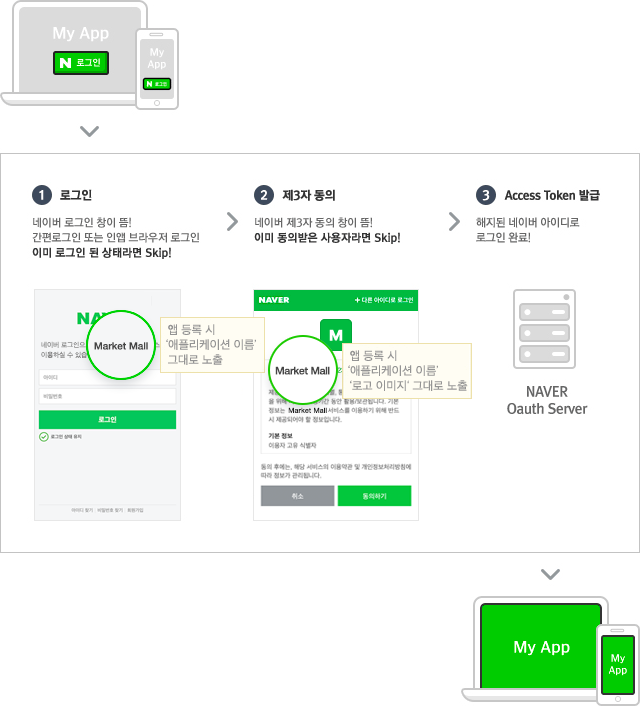 My App
N 로그인
My
App
N 로그인
1 로그인
네이버 로그인 창이 뜸!
간편로그인 또는 인앱 브라우저 로그인
이미 로그인 된 상태라면 Skip!
2 제3자 동의
네이버 제3자 동의 창이 뜸!
이미 동의받은 사용자라면 Skip!
3 Access Token 발급
해지된 네이버 아이디로
로그인 완료!
NAV
네이버 로그인으
이용하실 수 있습
Market Mall
앱 등록 시
'애플리케이션 이름'
그대로 노출
아이디
비밀번호
로그인
로그인 상태 유지
아이디 찾기 | 비밀번호 찾기 | 회원가입
NAVER
+ 다른 아이디로 로그인
M
Market Mall
앱 등록 시
'애플리케이션 이름'
'로고 이미지' 그대로 노출
을 위해
기간 동안 활용/보관됩니다. 기본
정보는 Market Mall 서비스를 이용하기 위해 반드
시 제공되어야 할 정보입니다.
기본 정보
이용자 고유 식별자
동의 후에는, 해당 서비스의 이용약관 및 개인정보처리방침에
따라 정보가 관리됩니다.
취소
동의하기
NAVER
Oauth Server
My App
My
App